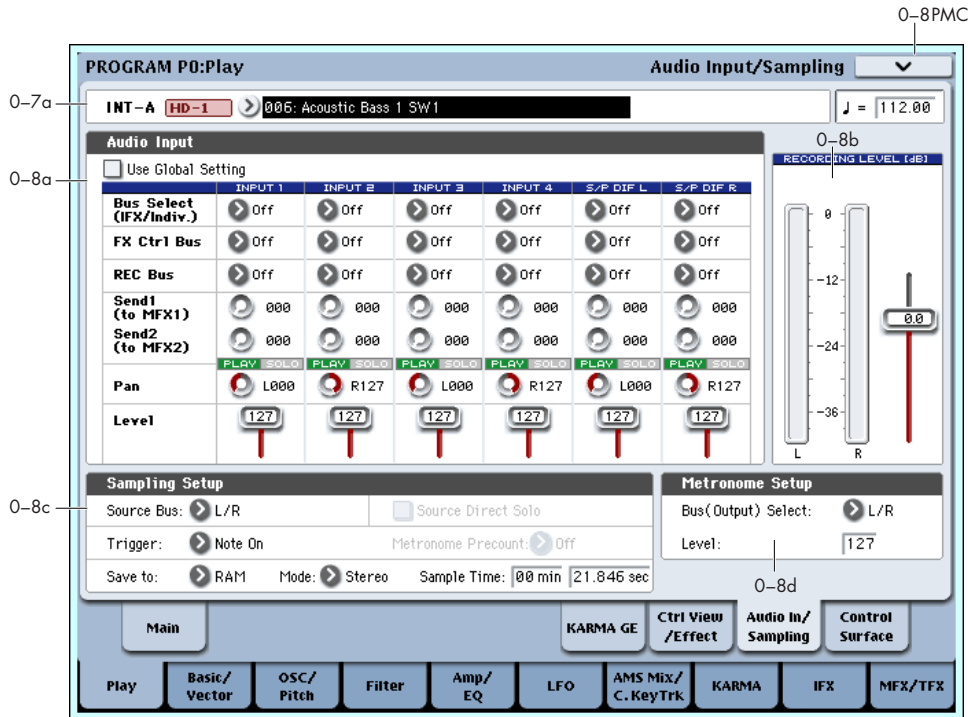 0–8PMC
PROGRAM P0:Play Audio Input/Sampling
0–7a
INT-A HD-1 006: Acoustic Bass 1 SW1 ♩ = 112.00
Audio Input
0–8b
RECORDING LEVEL [dB]
0–8a
Use Global Setting
INPUT 1 INPUT 2 INPUT 3 INPUT 4 S/P DIF L S/P DIF R
Bus Select
(IFX/Indiv.) Off Off Off Off Off Off
FX Ctrl Bus Off Off Off Off Off Off
REC Bus Off Off Off Off Off Off
Send1
(to MFX1) 000 000 000 000 000 000
Send2
(to MFX2) 000 000 000 000 000 000
PLAY SOLO PLAY SOLO PLAY SOLO PLAY SOLO PLAY SOLO PLAY SOLO
Pan L000 R127 L000 R127 L000 R127
Level 127 127 127 127 127 127
0
-12
-24
-36
0.0
L R
Sampling Setup
0–8c
Source Bus: L/R Source Direct Solo
Trigger: Note On Metronome Precount: Off
Save to: RAM Mode: Stereo Sample Time: 00 min 21.846 sec
Metronome Setup
Bus(Output) Select: L/R
Level: 127
0–8d
Main
KARMA GE
Ctrl View
/Effect
Audio In/
Sampling
Control
Surface
Play
Basic/
Vector
OSC/
Pitch
Filter
Amp/
EQ
LFO
AMS Mix/
C.KeyTrk
KARMA
IFX
MFX/TFX